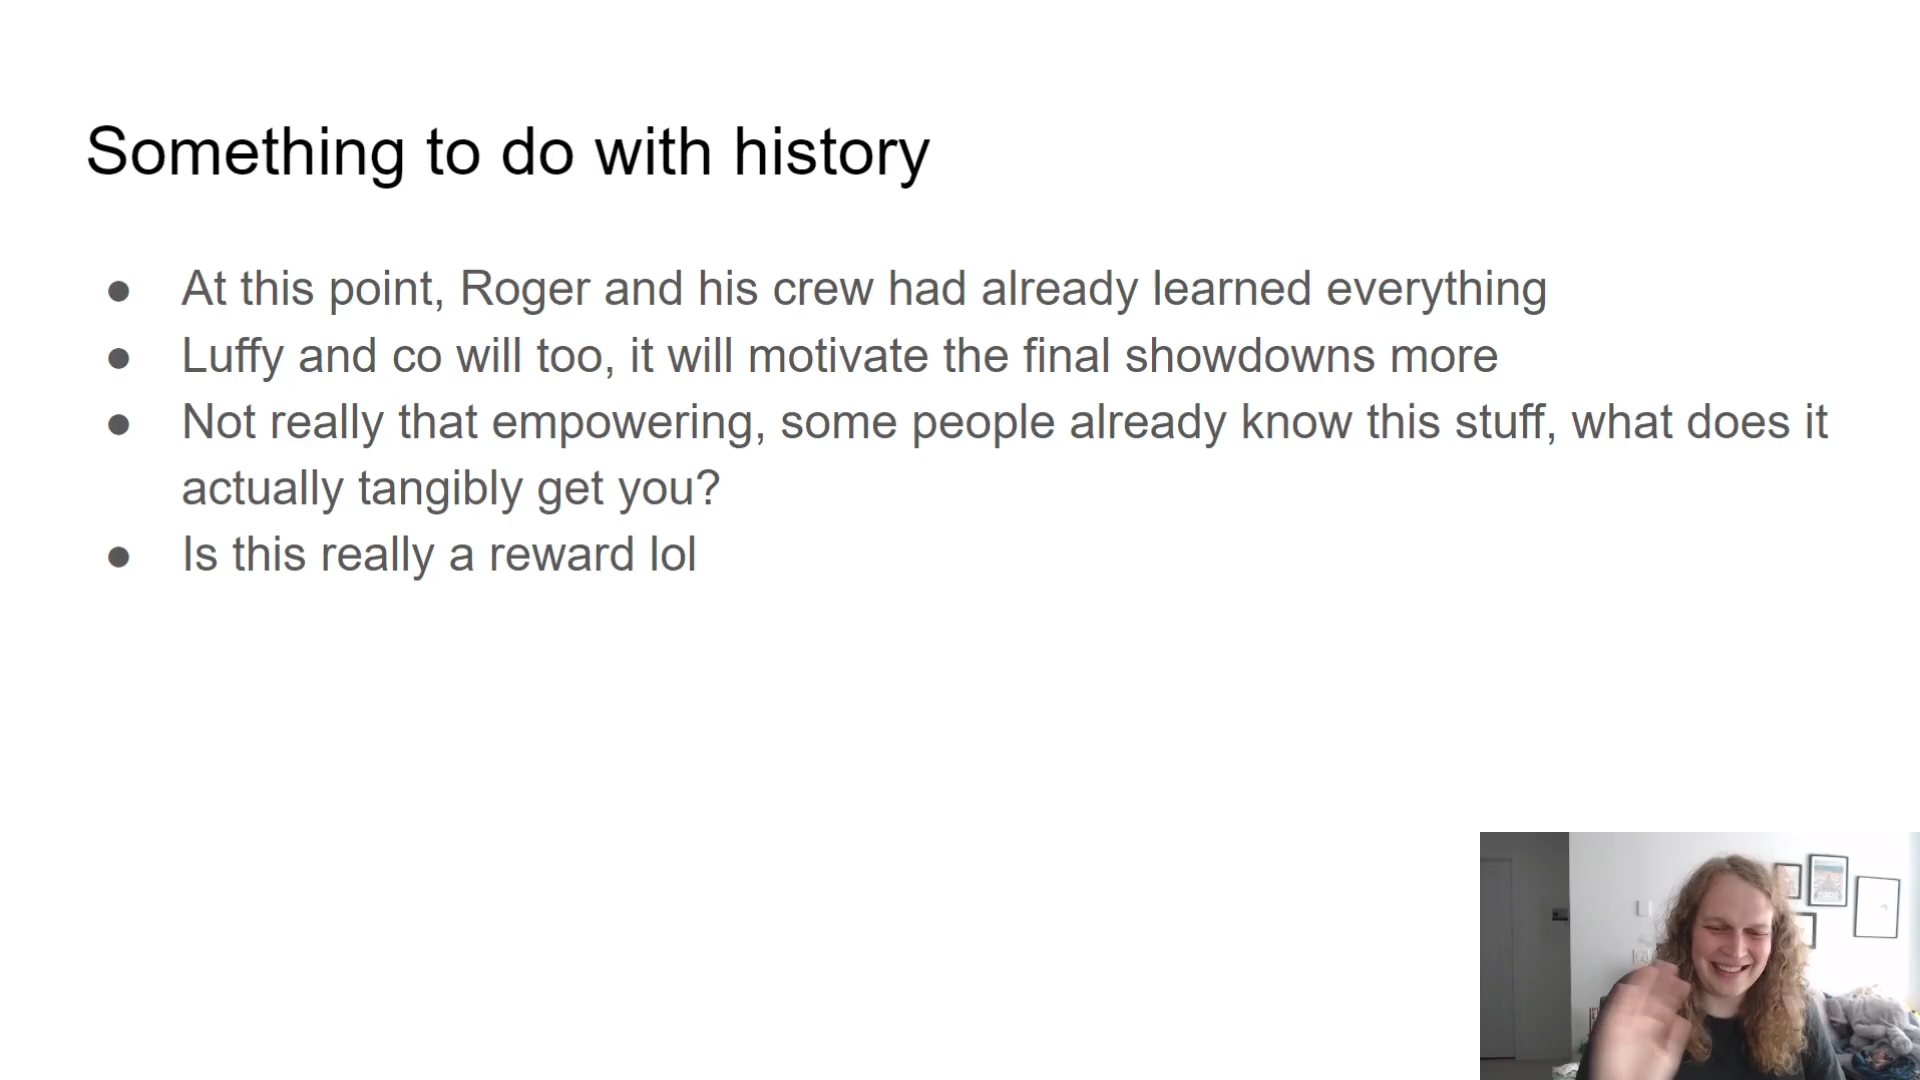 Something to do with history
● At this point, Roger and his crew had already learned everything
● Luffy and co will too, it will motivate the final showdowns more
● Not really that empowering, some people already know this stuff, what does it
actually tangibly get you?
● Is this really a reward lol